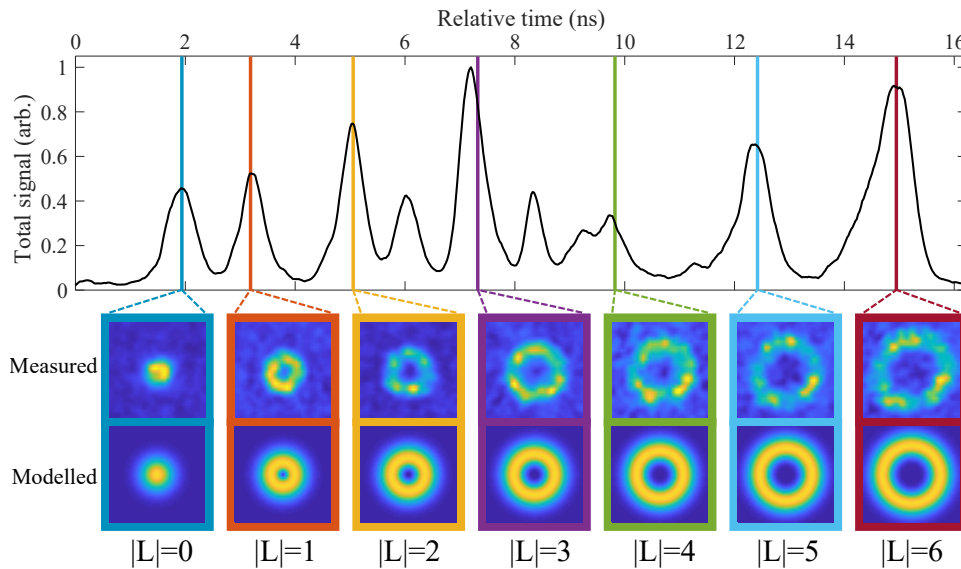 Relative time (ns)
0 2 4 6 8 10 12 14 16
Total signal (arb.)
1
0.8
0.6
0.4
0.2
0
Measured
Modelled
|L|=0 |L|=1 |L|=2 |L|=3 |L|=4 |L|=5 |L|=6